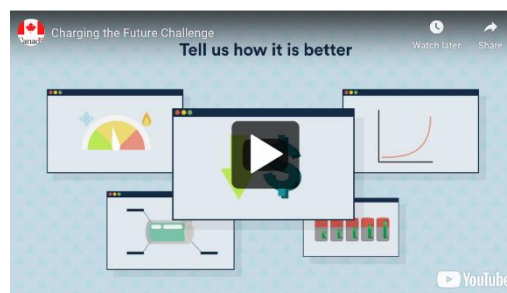 Charging the Future Challenge
Canada
Watch later
Share
Tell us how it is better
$
YouTube